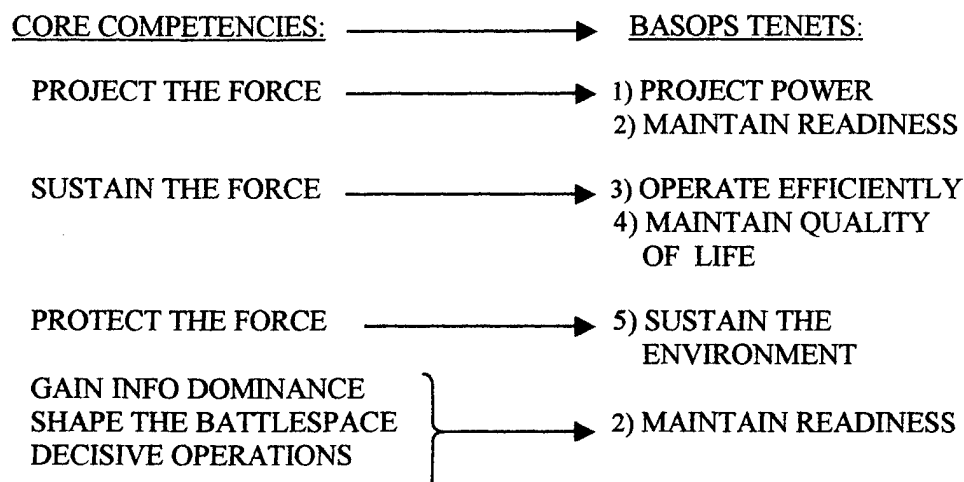 CORE COMPETENCIES: BASOPS TENETS:
PROJECT THE FORCE 1) PROJECT POWER
2) MAINTAIN READINESS
SUSTAIN THE FORCE 3) OPERATE EFFICIENTLY
4) MAINTAIN QUALITY
OF LIFE
PROTECT THE FORCE 5) SUSTAIN THE
ENVIRONMENT
GAIN INFO DOMINANCE
SHAPE THE BATTLESPACE 2) MAINTAIN READINESS
DECISIVE OPERATIONS